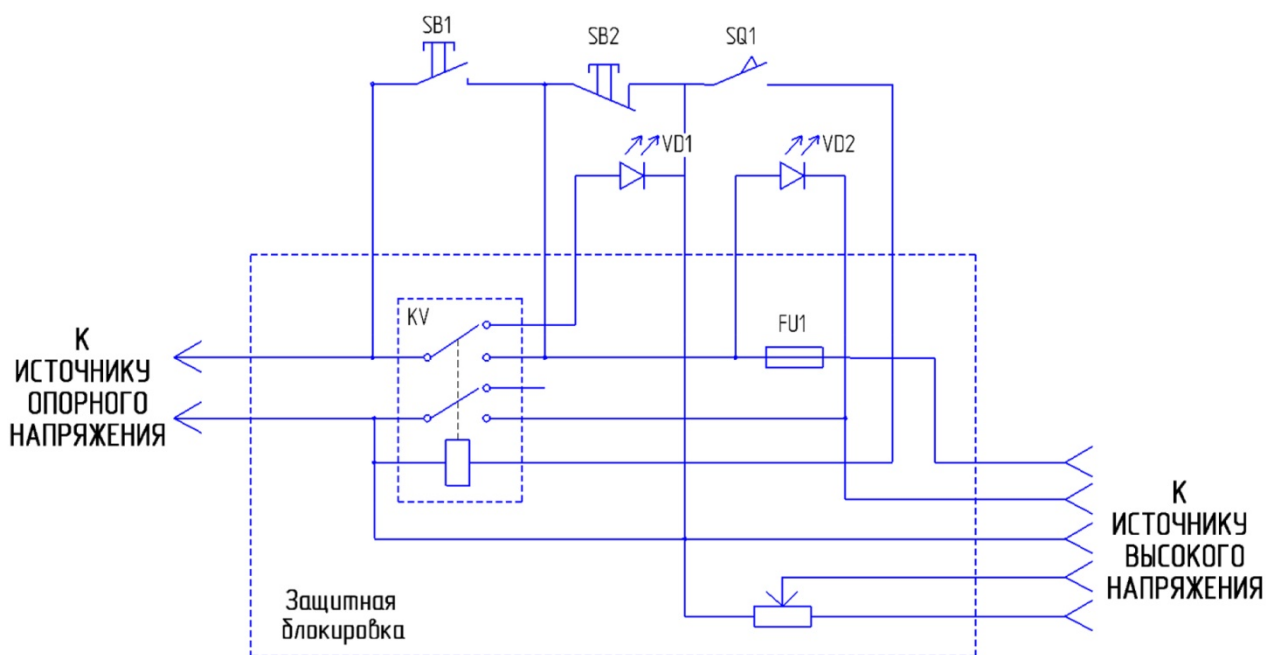 SB1
SB2
SQ1
VD1
VD2
KV
FU1
К
ИСТОЧНИКУ
ОПОРНОГО
НАПРЯЖЕНИЯ
К
ИСТОЧНИКУ
ВЫСОКОГО
НАПРЯЖЕНИЯ
Защитная
блокировка